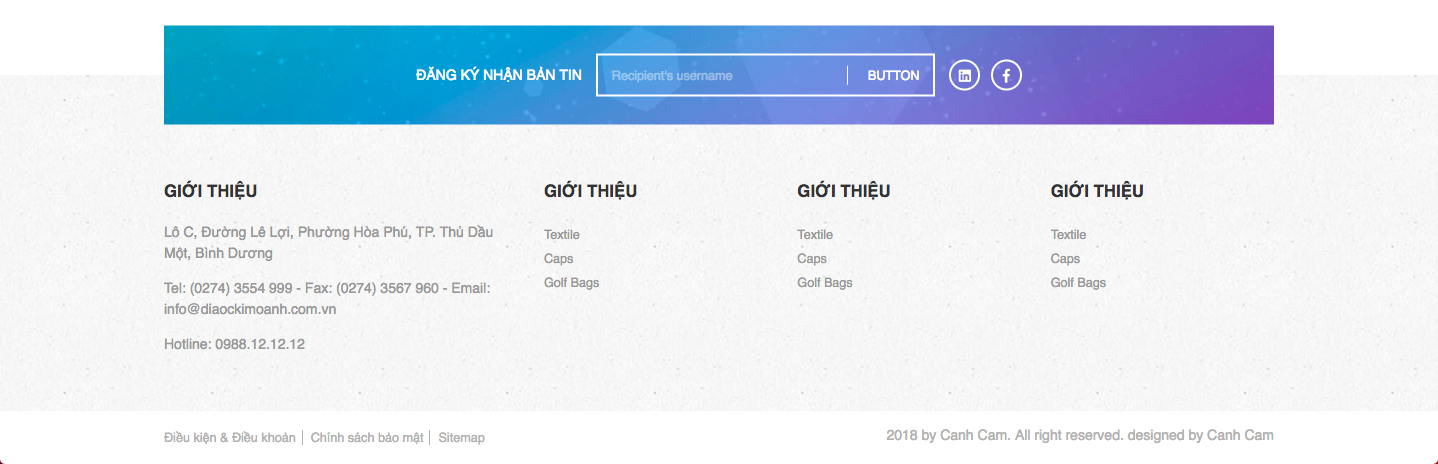 ĐĂNG KÝ NHẬN BẢN TIN
Recipient's username
BUTTON
GIỚI THIỆU
Lô C, Đường Lê Lợi, Phường Hòa Phú, TP. Thủ Dầu
Một, Bình Dương
Tel: (0274) 3554 999 - Fax: (0274) 3567 960 - Email:
info@diaockimoanh.com.vn
Hotline: 0988.12.12.12
GIỚI THIỆU
Textile
Caps
Golf Bags
GIỚI THIỆU
Textile
Caps
Golf Bags
GIỚI THIỆU
Textile
Caps
Golf Bags
Điều kiện & Điều khoản | Chính sách bảo mật | Sitemap
2018 by Canh Cam. All right reserved. designed by Canh Cam